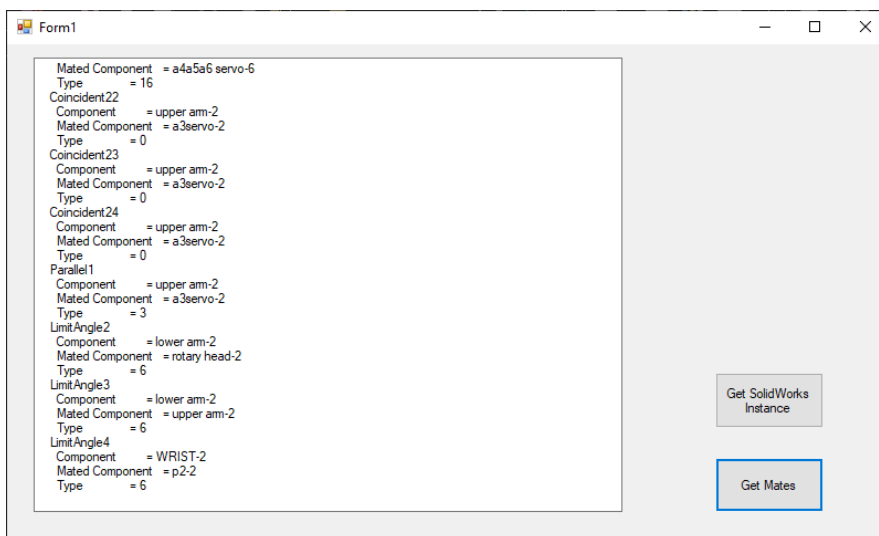 Form1
Mated Component = a4a5a6 servo-6
Type = 16
Coincident22
Component = upper arm-2
Mated Component = a3servo-2
Type = 0
Coincident23
Component = upper arm-2
Mated Component = a3servo-2
Type = 0
Coincident24
Component = upper arm-2
Mated Component = a3servo-2
Type = 0
Parallel1
Component = upper arm-2
Mated Component = a3servo-2
Type = 3
LimitAngle2
Component = lower arm-2
Mated Component = rotary head-2
Type = 6
LimitAngle3
Component = lower arm-2
Mated Component = upper arm-2
Type = 6
LimitAngle4
Component = WRIST-2
Mated Component = p2-2
Type = 6
Get SolidWorks
Instance
Get Mates